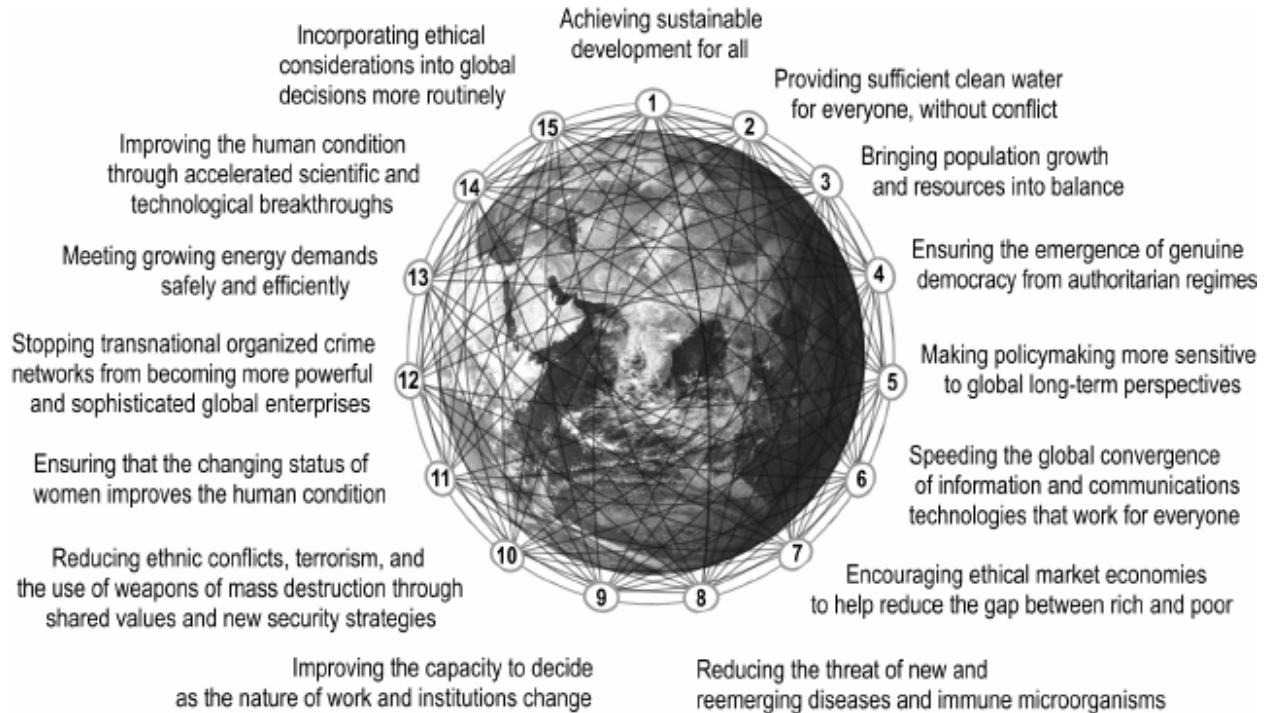 1
Achieving sustainable
development for all
2
Providing sufficient clean water
for everyone, without conflict
3
Bringing population growth
and resources into balance
4
Ensuring the emergence of genuine
democracy from authoritarian regimes
5
Making policymaking more sensitive
to global long-term perspectives
6
Speeding the global convergence
of information and communications
technologies that work for everyone
7
Encouraging ethical market economies
to help reduce the gap between rich and poor
8
Reducing the threat of new and
reemerging diseases and immune microorganisms
9
Improving the capacity to decide
as the nature of work and institutions change
10
Reducing ethnic conflicts, terrorism, and
the use of weapons of mass destruction through
shared values and new security strategies
11
Ensuring that the changing status of
women improves the human condition
12
Stopping transnational organized crime
networks from becoming more powerful
and sophisticated global enterprises
13
Meeting growing energy demands
safely and efficiently
14
Improving the human condition
through accelerated scientific and
technological breakthroughs
15
Incorporating ethical
considerations into global
decisions more routinely